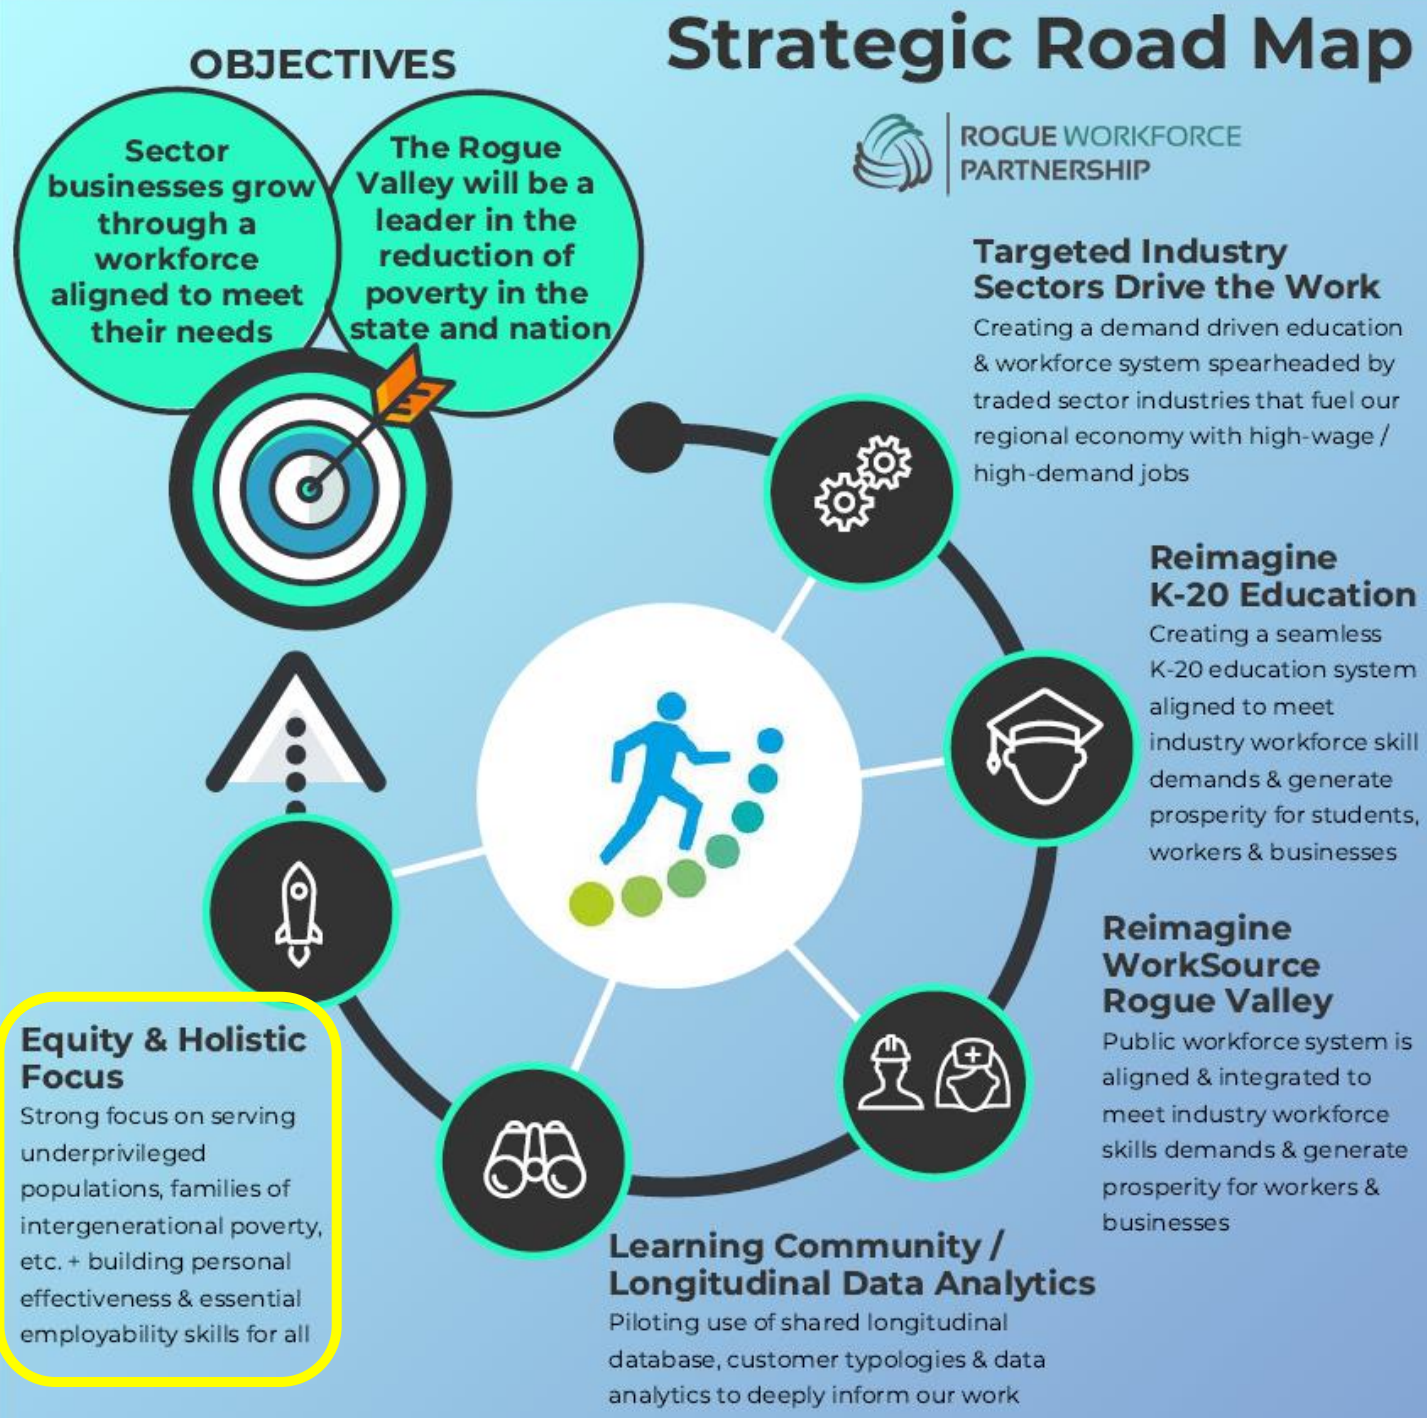 Strategic Road Map
OBJECTIVES
Sector
businesses grow
through a
workforce
aligned to meet
their needs
The Rogue
Valley will be a
leader in the
reduction of
poverty in the
state and nation
ROGUE WORKFORCE
PARTNERSHIP
Targeted Industry
Sectors Drive the Work
Creating a demand driven education
& workforce system spearheaded by
traded sector industries that fuel our
regional economy with high-wage /
high-demand jobs
Reimagine
K-20 Education
Creating a seamless
K-20 education system
aligned to meet
industry workforce skill
demands & generate
prosperity for students,
workers & businesses
Reimagine
WorkSource
Rogue Valley
Public workforce system is
aligned & integrated to
meet industry workforce
skills demands & generate
prosperity for workers &
businesses
Learning Community /
Longitudinal Data Analytics
Piloting use of shared longitudinal
database, customer typologies & data
analytics to deeply inform our work
Equity & Holistic
Focus
Strong focus on serving
underprivileged
populations, families of
intergenerational poverty,
etc. + building personal
effectiveness & essential
employability skills for all